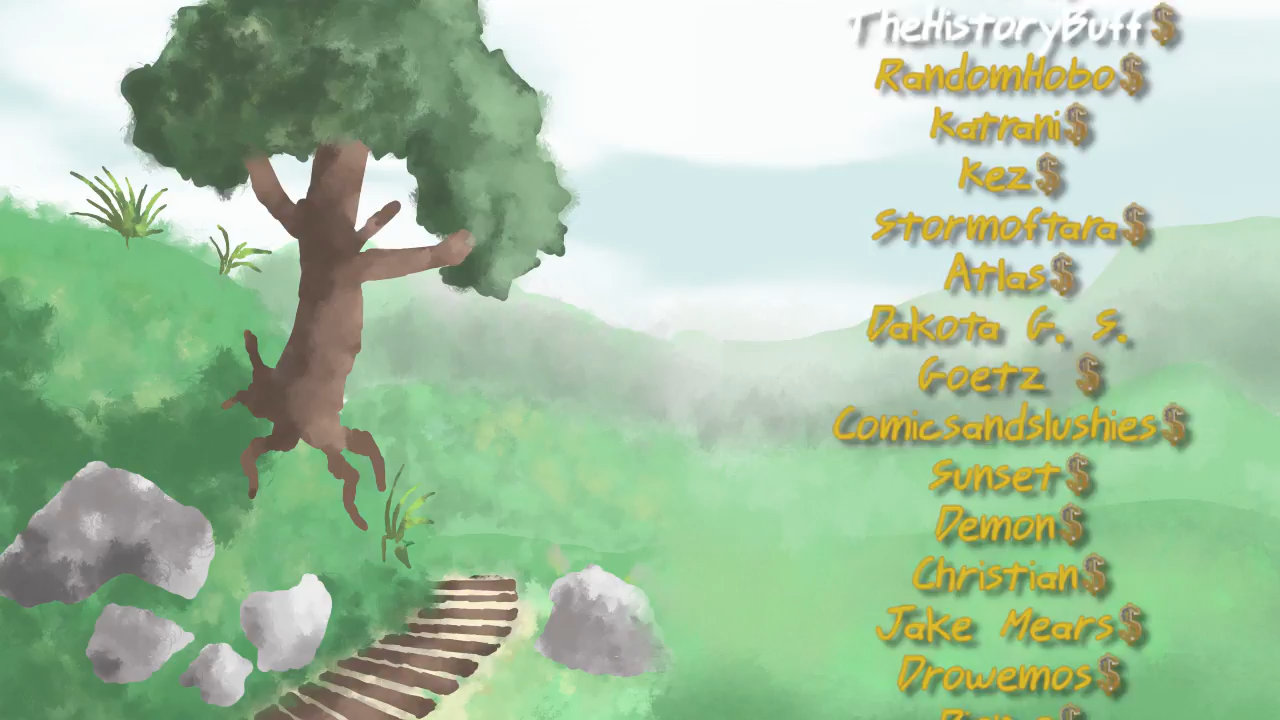 TheHistoryBuff$
RandomHobo$
Katrani$
Kez$
Stormoftara$
Atlas$
Dakota G. S.
Goetz $
Comicsandslushies$
Sunset$
Demon$
Christian$
Jake Mears$
Drowemos$